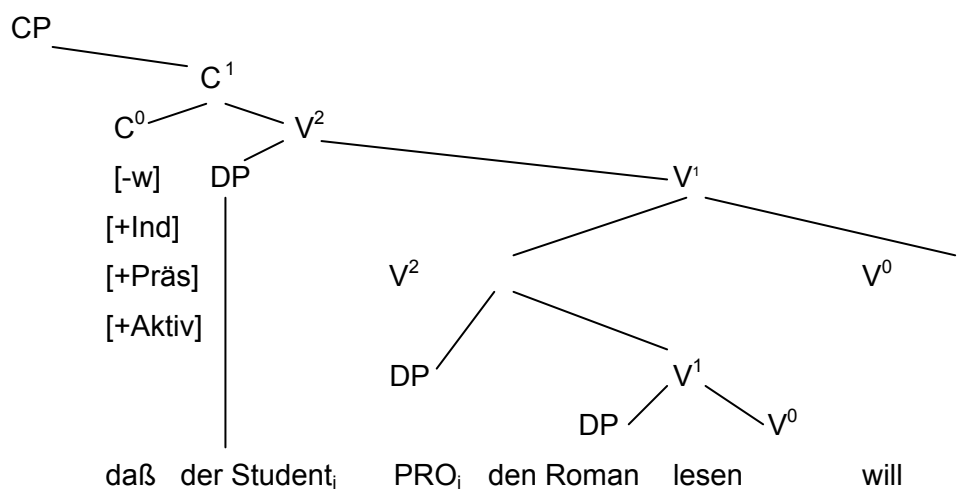 CP
C¹
C⁰ V²
[-w] DP V¹
[+Ind]
[+Präs] V² V⁰
[+Aktiv]
DP V¹
DP V⁰
daß der Studentᵢ PROᵢ den Roman lesen will